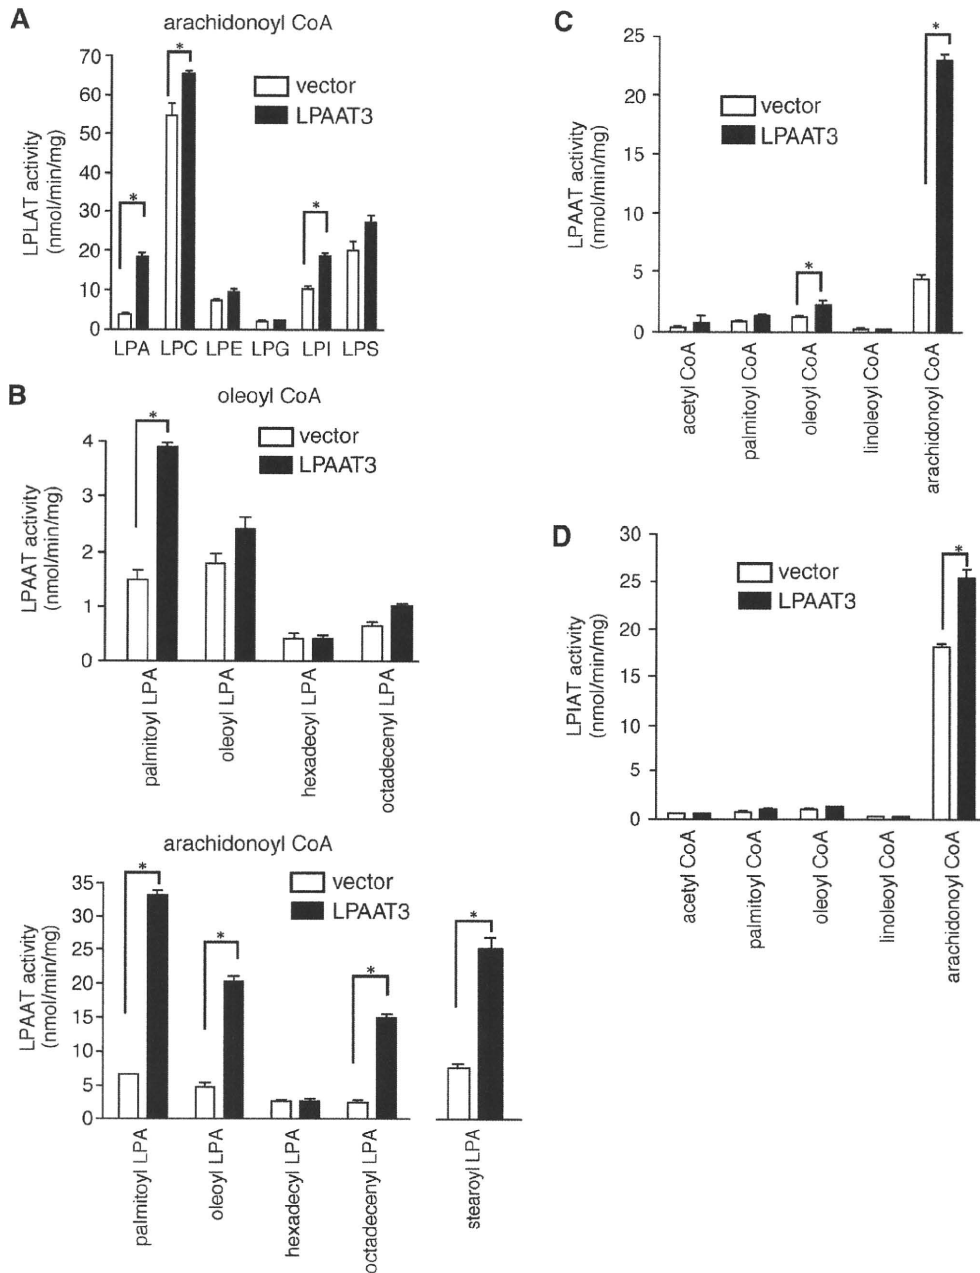 A
arachidonoyl CoA
LPLAT activity
(nmol/min/mg)
70
60
50
40
30
20
10
0
vector
LPAAT3
*
*
*
LPA LPC LPE LPG LPI LPS
B
oleoyl CoA
LPAAT activity
(nmol/min/mg)
4
3
2
1
0
vector
LPAAT3
*
palmitoyl LPA
oleoyl LPA
hexadecyl LPA
octadecenyl LPA
arachidonoyl CoA
LPAAT activity
(nmol/min/mg)
35
30
25
20
15
10
5
0
vector
LPAAT3
*
*
*
*
palmitoyl LPA
oleoyl LPA
hexadecyl LPA
octadecenyl LPA
stearoyl LPA
C
LPAAT activity
(nmol/min/mg)
25
20
15
10
5
0
vector
LPAAT3
*
*
acetyl CoA
palmitoyl CoA
oleoyl CoA
linoleoyl CoA
arachidonoyl CoA
D
LPIAT activity
(nmol/min/mg)
30
25
20
15
10
5
0
vector
LPAAT3
*
acetyl CoA
palmitoyl CoA
oleoyl CoA
linoleoyl CoA
arachidonoyl CoA